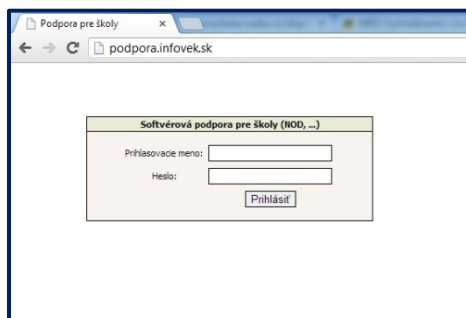 Podpora pre školy
podpora.infovek.sk
Softvérová podpora pre školy (NOD, ...)
Prihlasovacie meno:
Heslo:
Prihlásiť